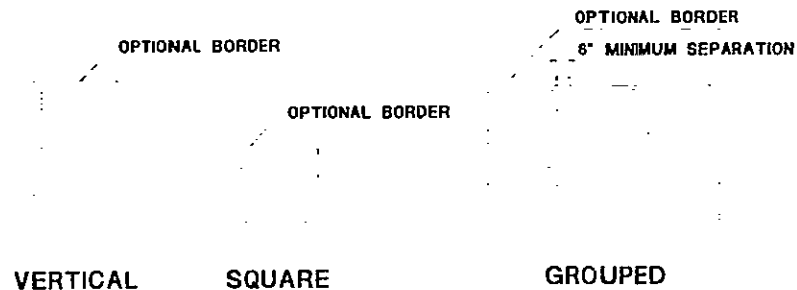 OPTIONAL BORDER
6" MINIMUM SEPARATION
OPTIONAL BORDER
OPTIONAL BORDER
VERTICAL SQUARE GROUPED